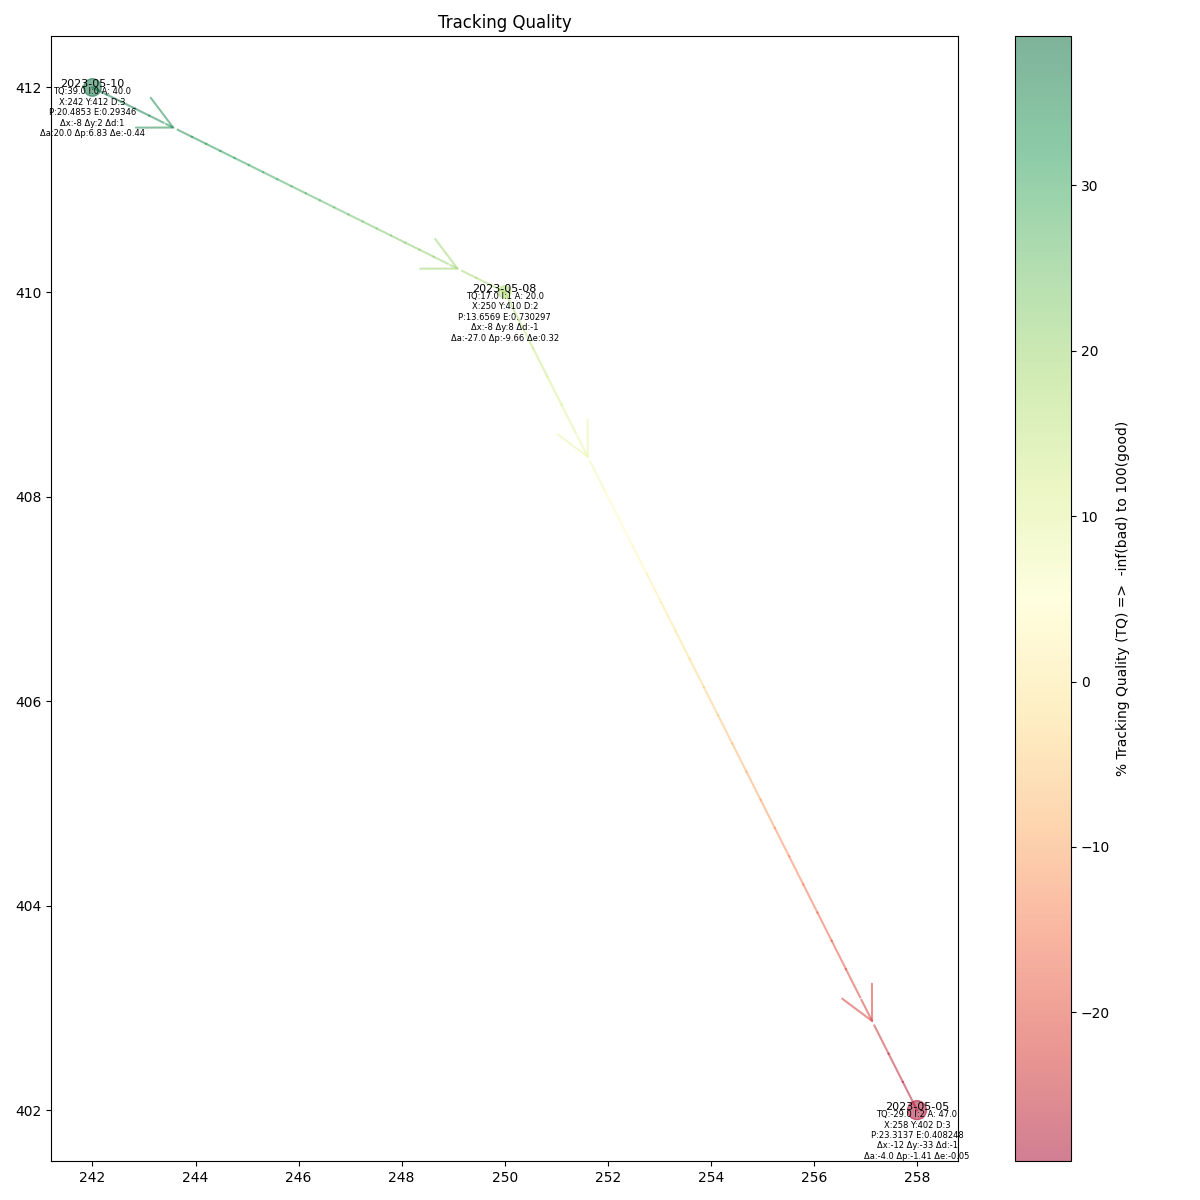 Tracking Quality
412
410
408
406
404
402
242
244
246
248
250
252
254
256
258
2023-05-10
TQ:39.0 I:0 A: 40.0
X:242 Y:412 D:3
P:20.4853 E:0.29346
Δx:-8 Δy:2 Δd:1
Δa:20.0 Δp:6.83 Δe:-0.44
2023-05-08
TQ:17.0 I:1 A: 20.0
X:250 Y:410 D:2
P:13.6569 E:0.730297
Δx:-8 Δy:8 Δd:-1
Δa:-27.0 Δp:-9.66 Δe:0.32
2023-05-05
TQ:-29.0 I:2 A: 47.0
X:258 Y:402 D:3
P:23.3137 E:0.408248
Δx:-12 Δy:-33 Δd:-1
Δa:-4.0 Δp:-1.41 Δe:-0.05
30
20
10
0
−10
−20
% Tracking Quality (TQ) => -inf(bad) to 100(good)